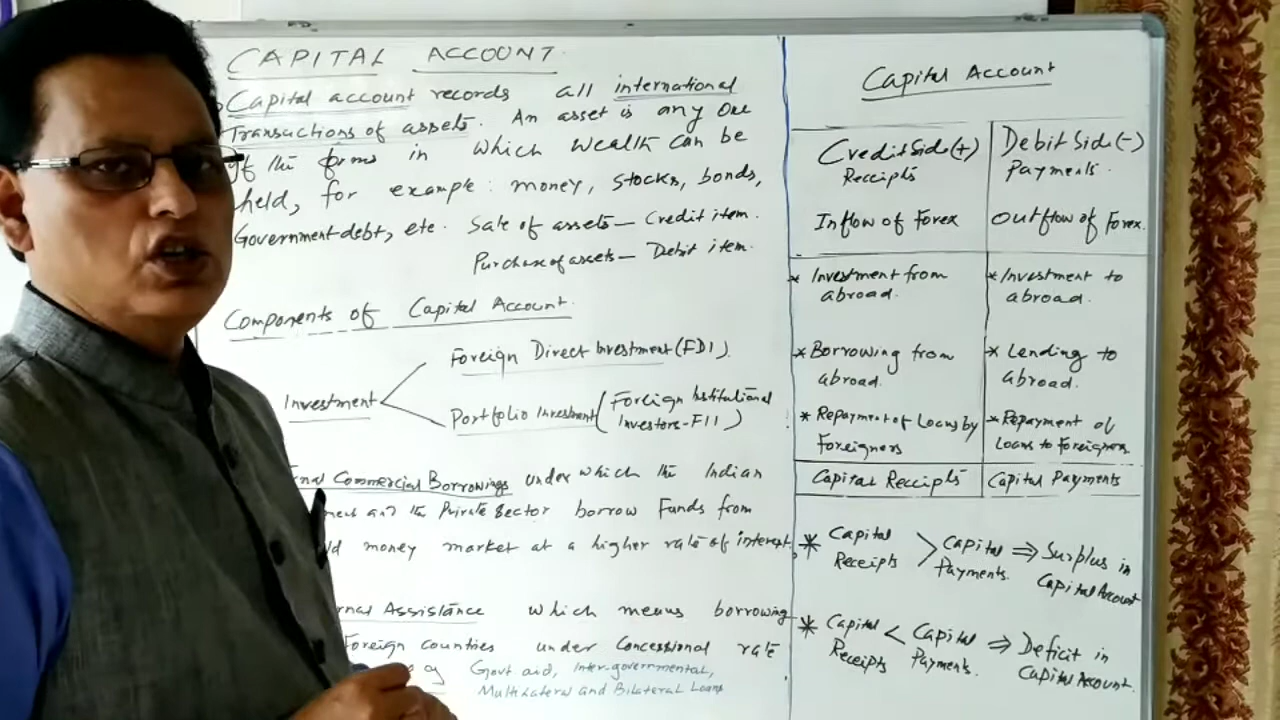 CAPITAL ACCOUNT
Capital account records all international
Transactions of assets. An asset is any one
of the forms in which wealth can be
held, for example: money, stocks, bonds,
Government debt, etc. Sale of assets — Credit item.
Purchase of assets — Debit item.
Components of Capital Account.
Investment
Foreign Direct Investment (FDI).
Portfolio Investment (Foreign Institutional
Investors-FII)
nal Commercial Borrowings under which the Indian
ment and the Private Sector borrow Funds from
ld money market at a higher rate of interest.
rnal Assistance which means borrowing
Foreign counties under Concessional rate
Govt aid, Inter-governmental,
Multilateral and Bilateral Loans
Capital Account
Credit Side (+)
Receipts
Inflow of Forex
Debit Side (-)
Payments.
Outflow of Forex.
* Investment from
abroad.
* Investment to
abroad.
* Borrowing from
abroad.
* Lending to
abroad.
* Repayment of Loans by
Foreigners
* Repayment of
Loans to Foreigners
Capital Receipts
Capital Payments
* Capital Receipts > Capital Payments. ⇒ Surplus in Capital Account
* Capital Receipts < Capital Payments. ⇒ Deficit in Capital Account.